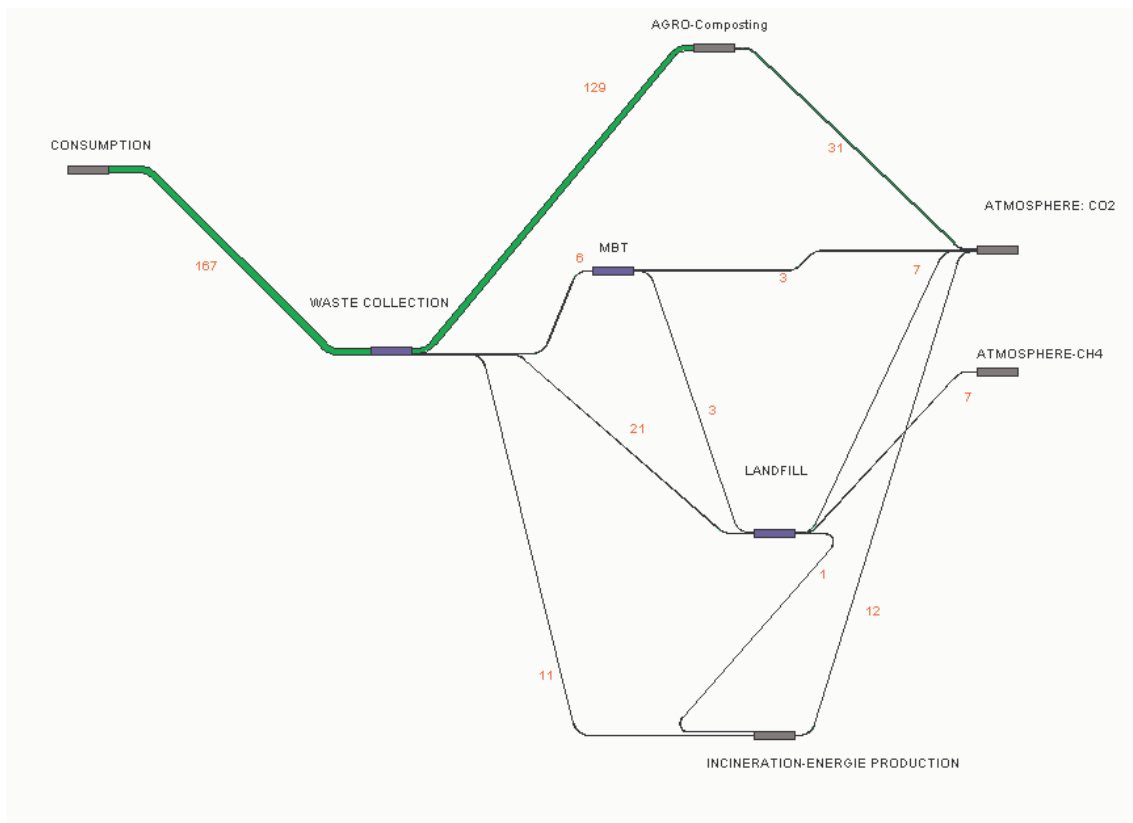 AGRO-Composting
129
CONSUMPTION
31
ATMOSPHERE: CO2
MBT
6
167
3
7
WASTE COLLECTION
ATMOSPHERE-CH4
7
3
21
LANDFILL
1
12
11
INCINERATION-ENERGIE PRODUCTION